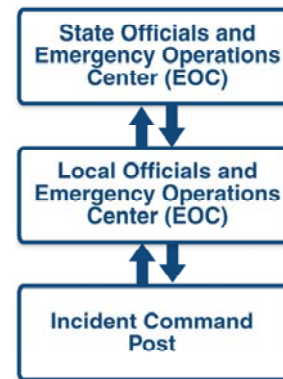 State Officials and
Emergency Operations
Center (EOC)
Local Officials and
Emergency Operations
Center (EOC)
Incident Command
Post